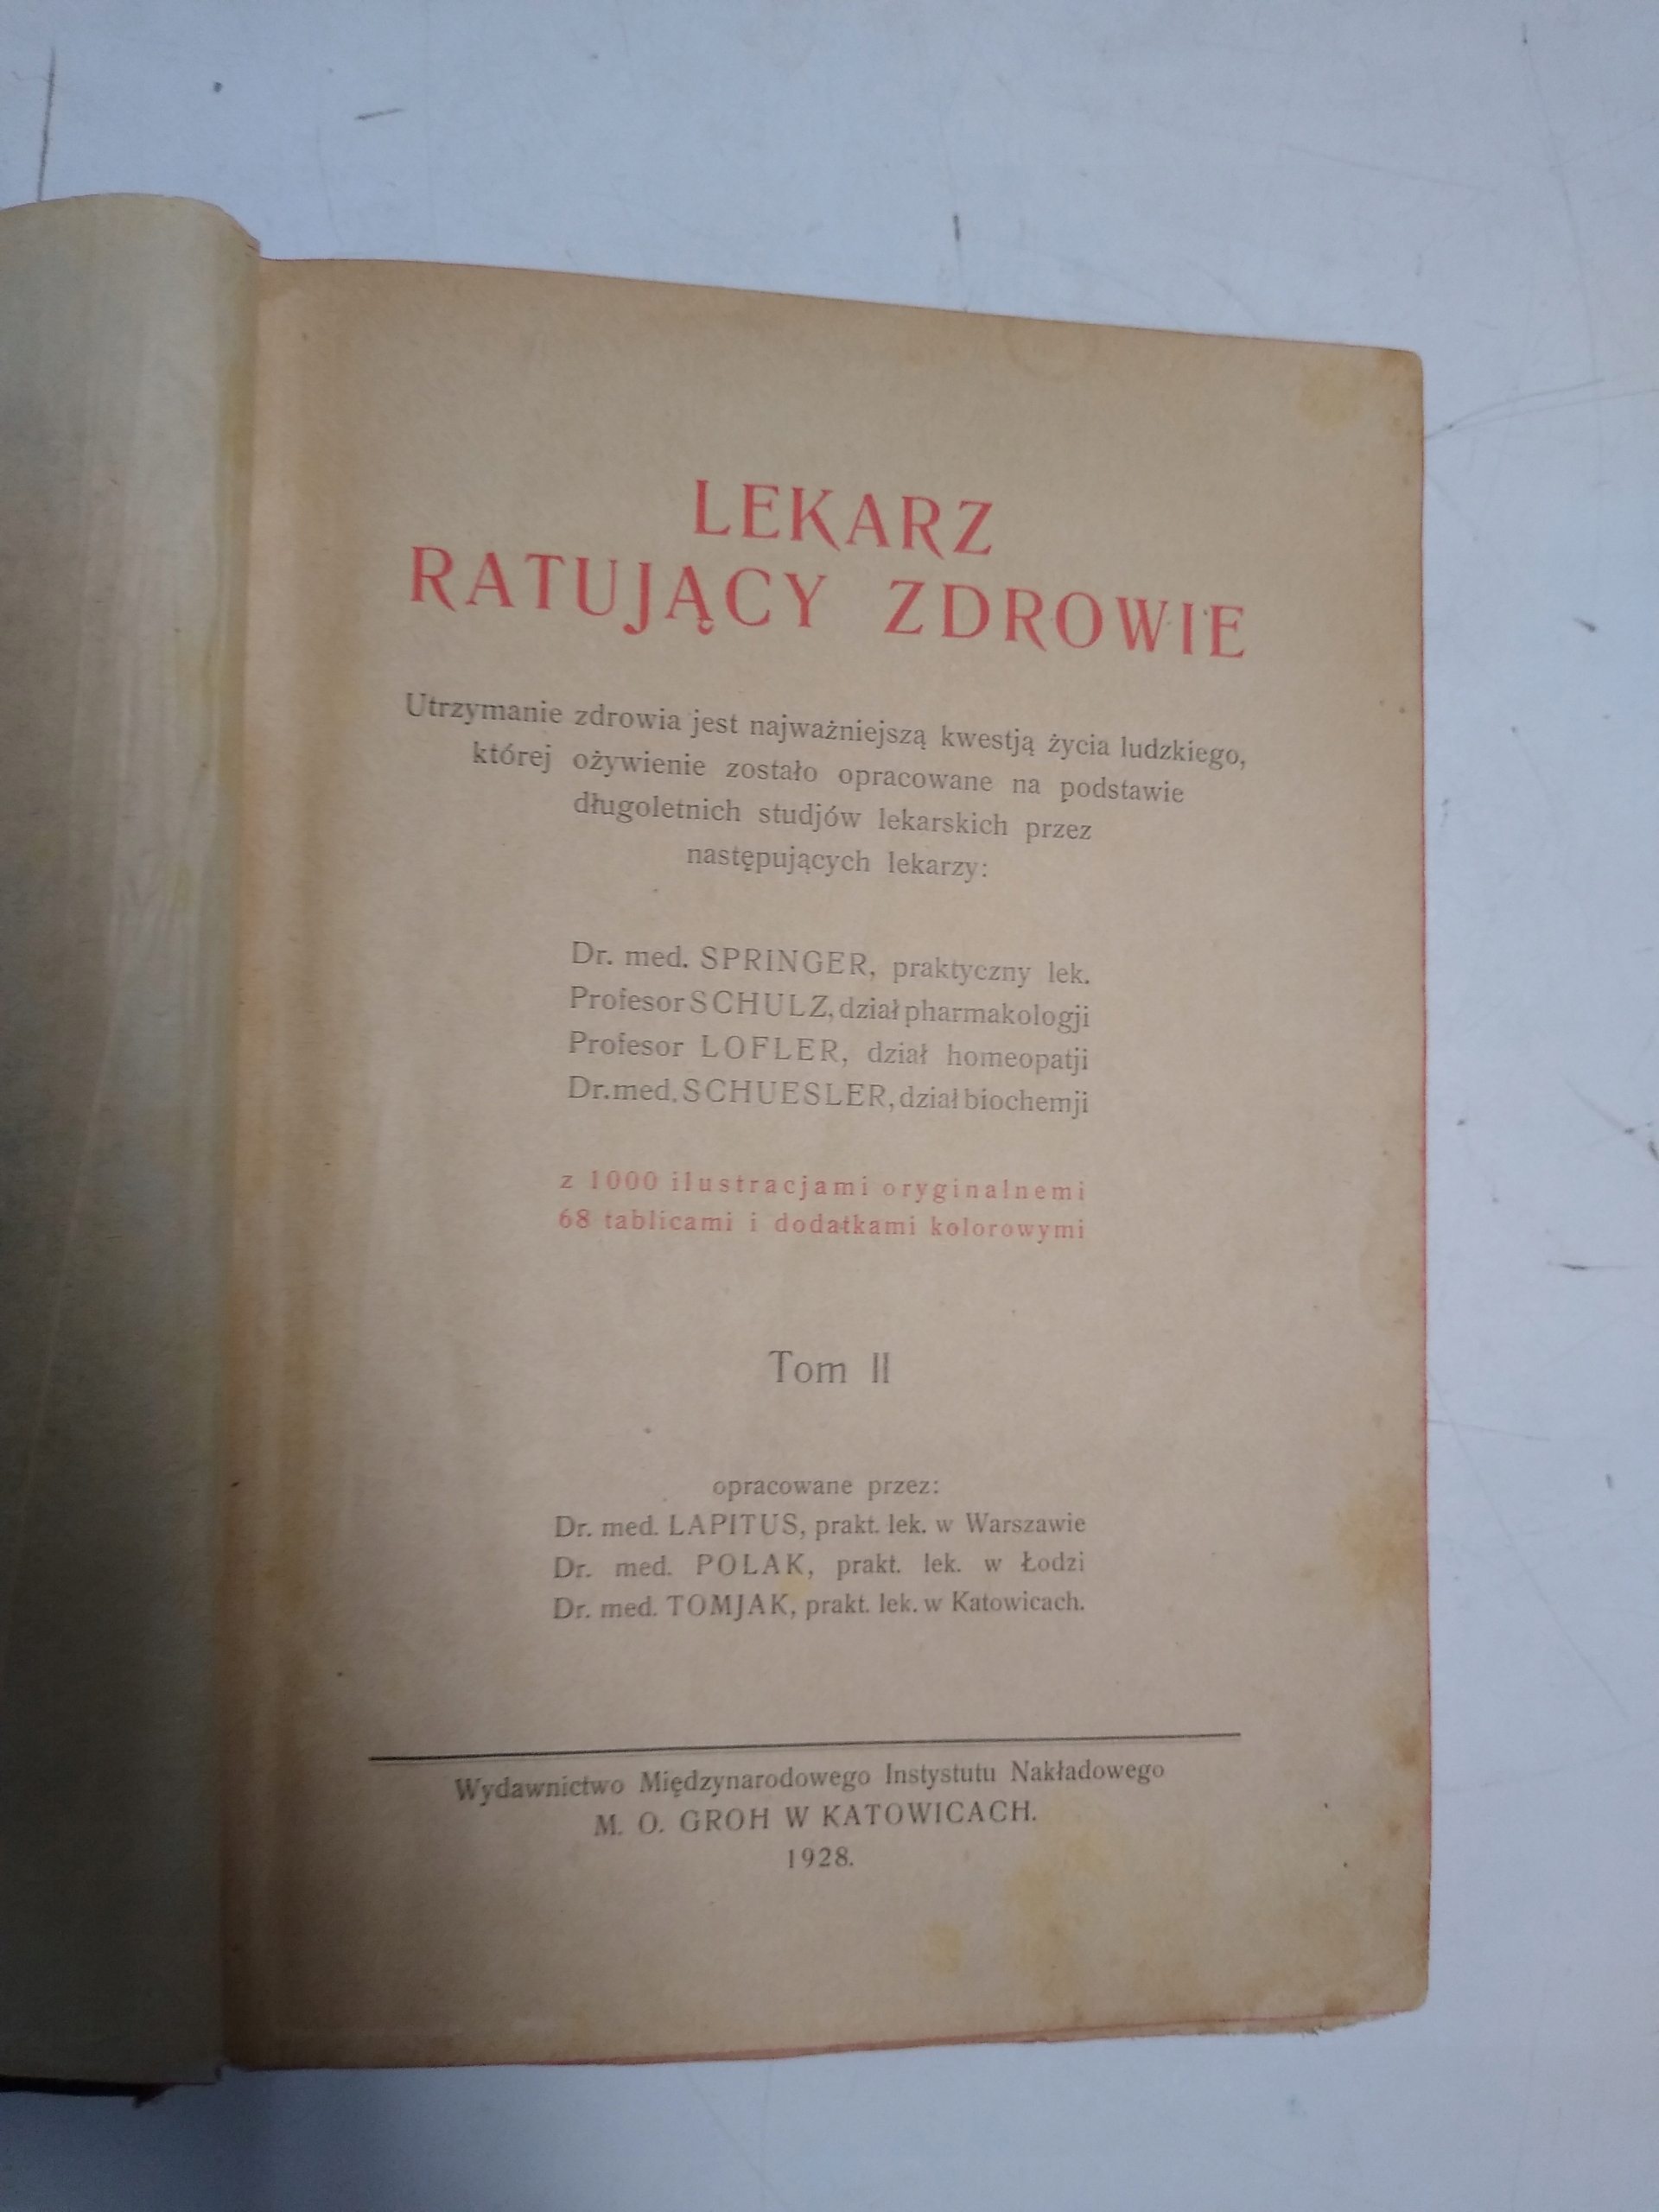 LEKARZ
RATUJĄCY ZDROWIE
Utrzymanie zdrowia jest najważniejszą kwestją życia ludzkiego,
której ożywienie zostało opracowane na podstawie
długoletnich studjów lekarskich przez
następujących lekarzy:
Dr. med. SPRINGER, praktyczny lek.
Profesor SCHULZ, dział pharmakologji
Profesor LOFLER, dział homeopatji
Dr. med. SCHUESLER, dział biochemji
z 1000 ilustracjami oryginalnemi
68 tablicami i dodatkami kolorowymi
Tom II
opracowane przez:
Dr. med. LAPITUS, prakt. lek. w Warszawie
Dr. med. POLAK, prakt. lek. w Łodzi
Dr. med. TOMJAK, prakt. lek. w Katowicach.
Wydawnictwo Międzynarodowego Instystutu Nakładowego
M. O. GROH W KATOWICACH.
1928.